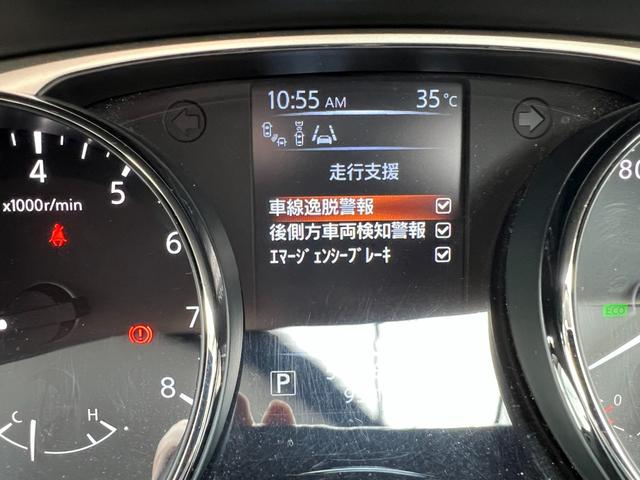 10:55 AM 35℃
走行支援
車線逸脱警報
後側方車両検知警報
ｴﾏｰｼﾞｪﾝｼｰﾌﾞﾚｰｷ
4
5
x1000r/min
6
7
8
C H
P
80
ECO
0